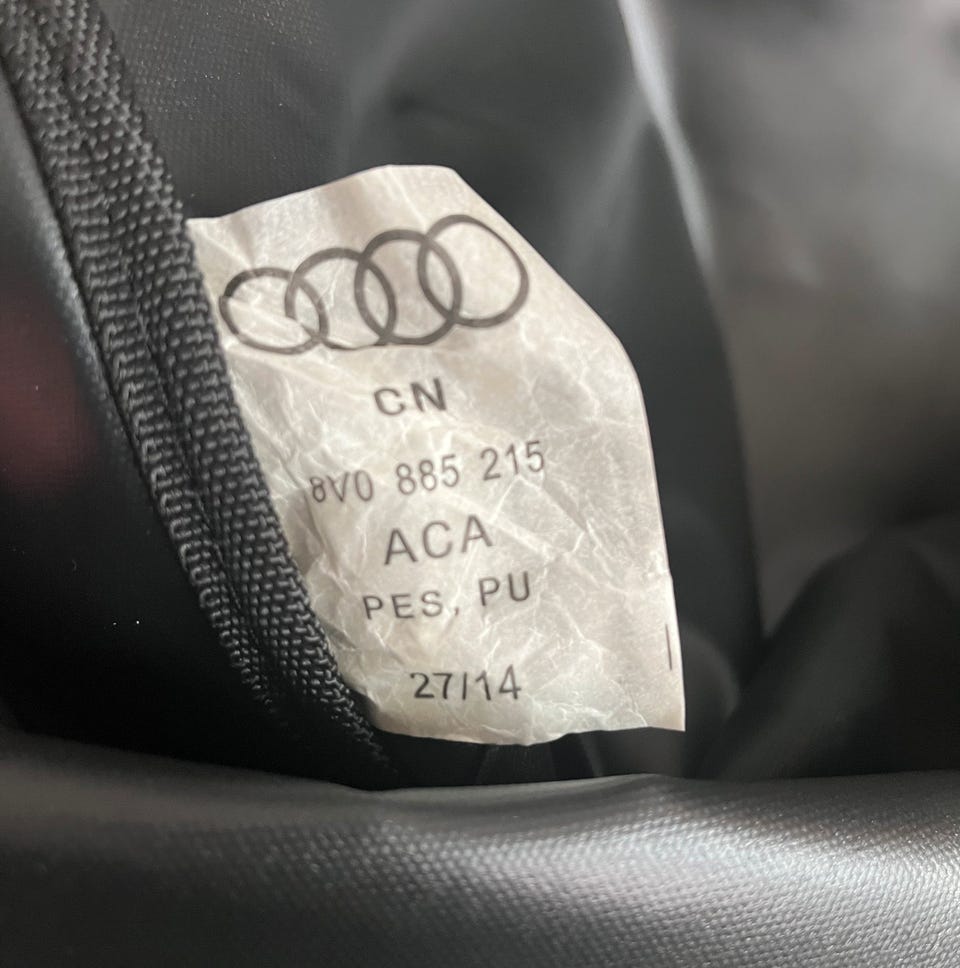 CN
8V0 885 215
ACA
PES, PU
27/14